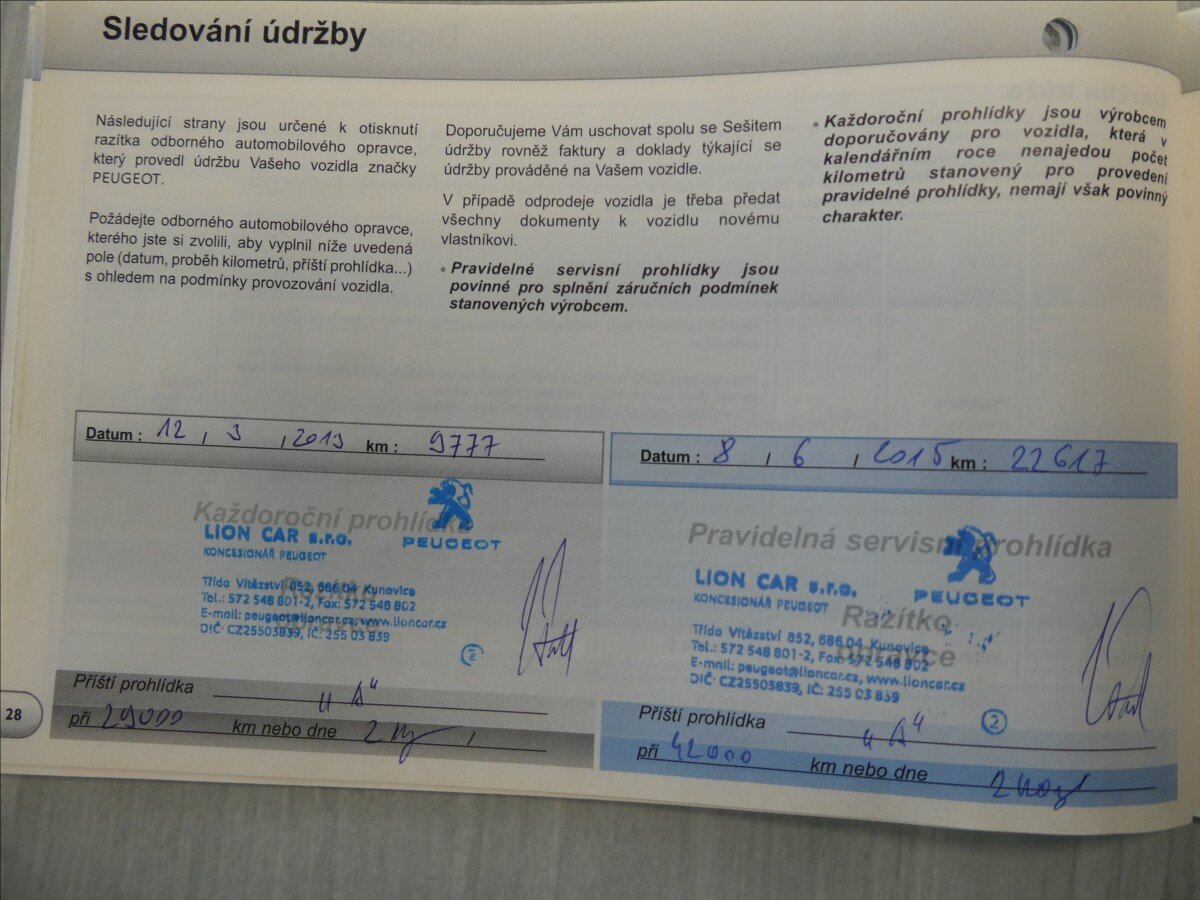 Sledování údržby
Následující strany jsou určené k otisknutí
razítka odborného automobilového opravce,
který provedl údržbu Vašeho vozidla značky
PEUGEOT.
Požádejte odborného automobilového opravce,
kterého jste si zvolili, aby vyplnil níže uvedená
pole (datum, proběh kilometrů, příští prohlídka...)
s ohledem na podmínky provozování vozidla.
Doporučujeme Vám uschovat spolu se Sešitem
údržby rovněž faktury a doklady týkající se
údržby prováděné na Vašem vozidle.
V případě odprodeje vozidla je třeba předat
všechny dokumenty k vozidlu novému
vlastníkovi.
• Pravidelné servisní prohlídky jsou
povinné pro splnění záručních podmínek
stanovených výrobcem.
• Každoroční prohlídky jsou výrobcem
doporučovány pro vozidla, která v
kalendářním roce nenajedou počet
kilometrů stanovený pro provedení
pravidelné prohlídky, nemají však povinný
charakter.
Datum : 12 , 3 , 2013 km : 9777
Každoroční prohlídka
LION CAR s.r.o.
KONCESIONÁŘ PEUGEOT
PEUGEOT
Razítko
opravce
Třída Vítězství 852, 686 04 Kunovice
Tel.: 572 548 801-2, Fax: 572 548 802
E-mail: peugeot@lioncar.cz, www.lioncar.cz
DIČ: CZ25503839, IČ: 255 03 839
2
Příští prohlídka "A"
při 29000 km nebo dne
Datum : 8 , 6 , 2015 km : 22617
Pravidelná servisní prohlídka
LION CAR s.r.o.
KONCESIONÁŘ PEUGEOT
PEUGEOT
Razítko
opravce
Třída Vítězství 852, 686 04 Kunovice
Tel.: 572 548 801-2, Fax: 572 548 802
E-mail: peugeot@lioncar.cz, www.lioncar.cz
DIČ: CZ25503839, IČ: 255 03 839
2
Příští prohlídka "A"
při 42000 km nebo dne 2 roky
28